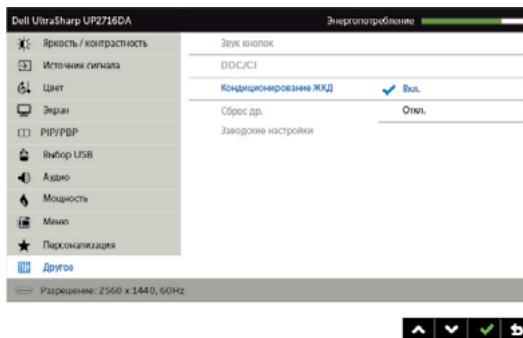 Dell UltraSharp UP2716DA
Энергопотребление
Яркость / контрастность
Звук кнопок
Источник сигнала
DDC/CI
Цвет
Кондиционирование ЖКД
Вкл.
Экран
Сброс др.
Откл.
PIP/PBP
Заводские настройки
Выбор USB
Аудио
Мощность
Меню
Персонализация
Другое
Разрешение: 2560 x 1440, 60Hz